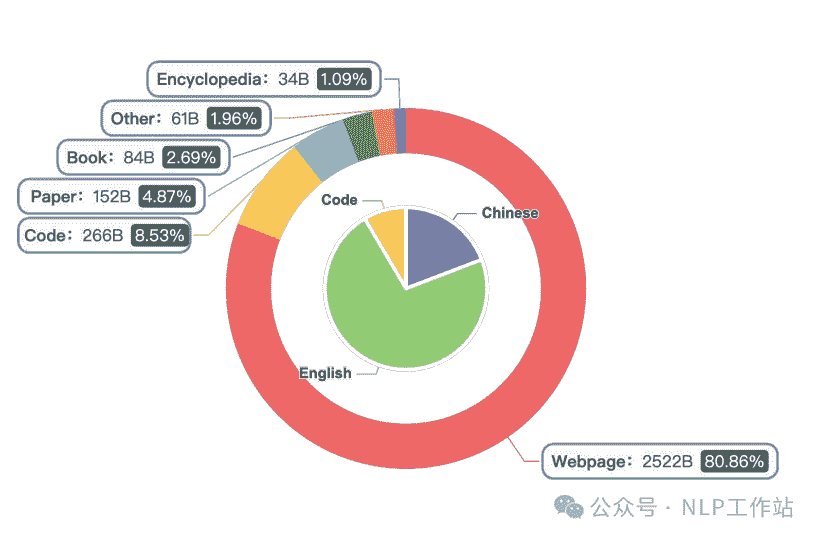 Encyclopedia: 34B 1.09%
Other: 61B 1.96%
Book: 84B 2.69%
Paper: 152B 4.87%
Code: 266B 8.53%
Code
Chinese
English
Webpage: 2522B 80.86%
公众号 · NLP工作站